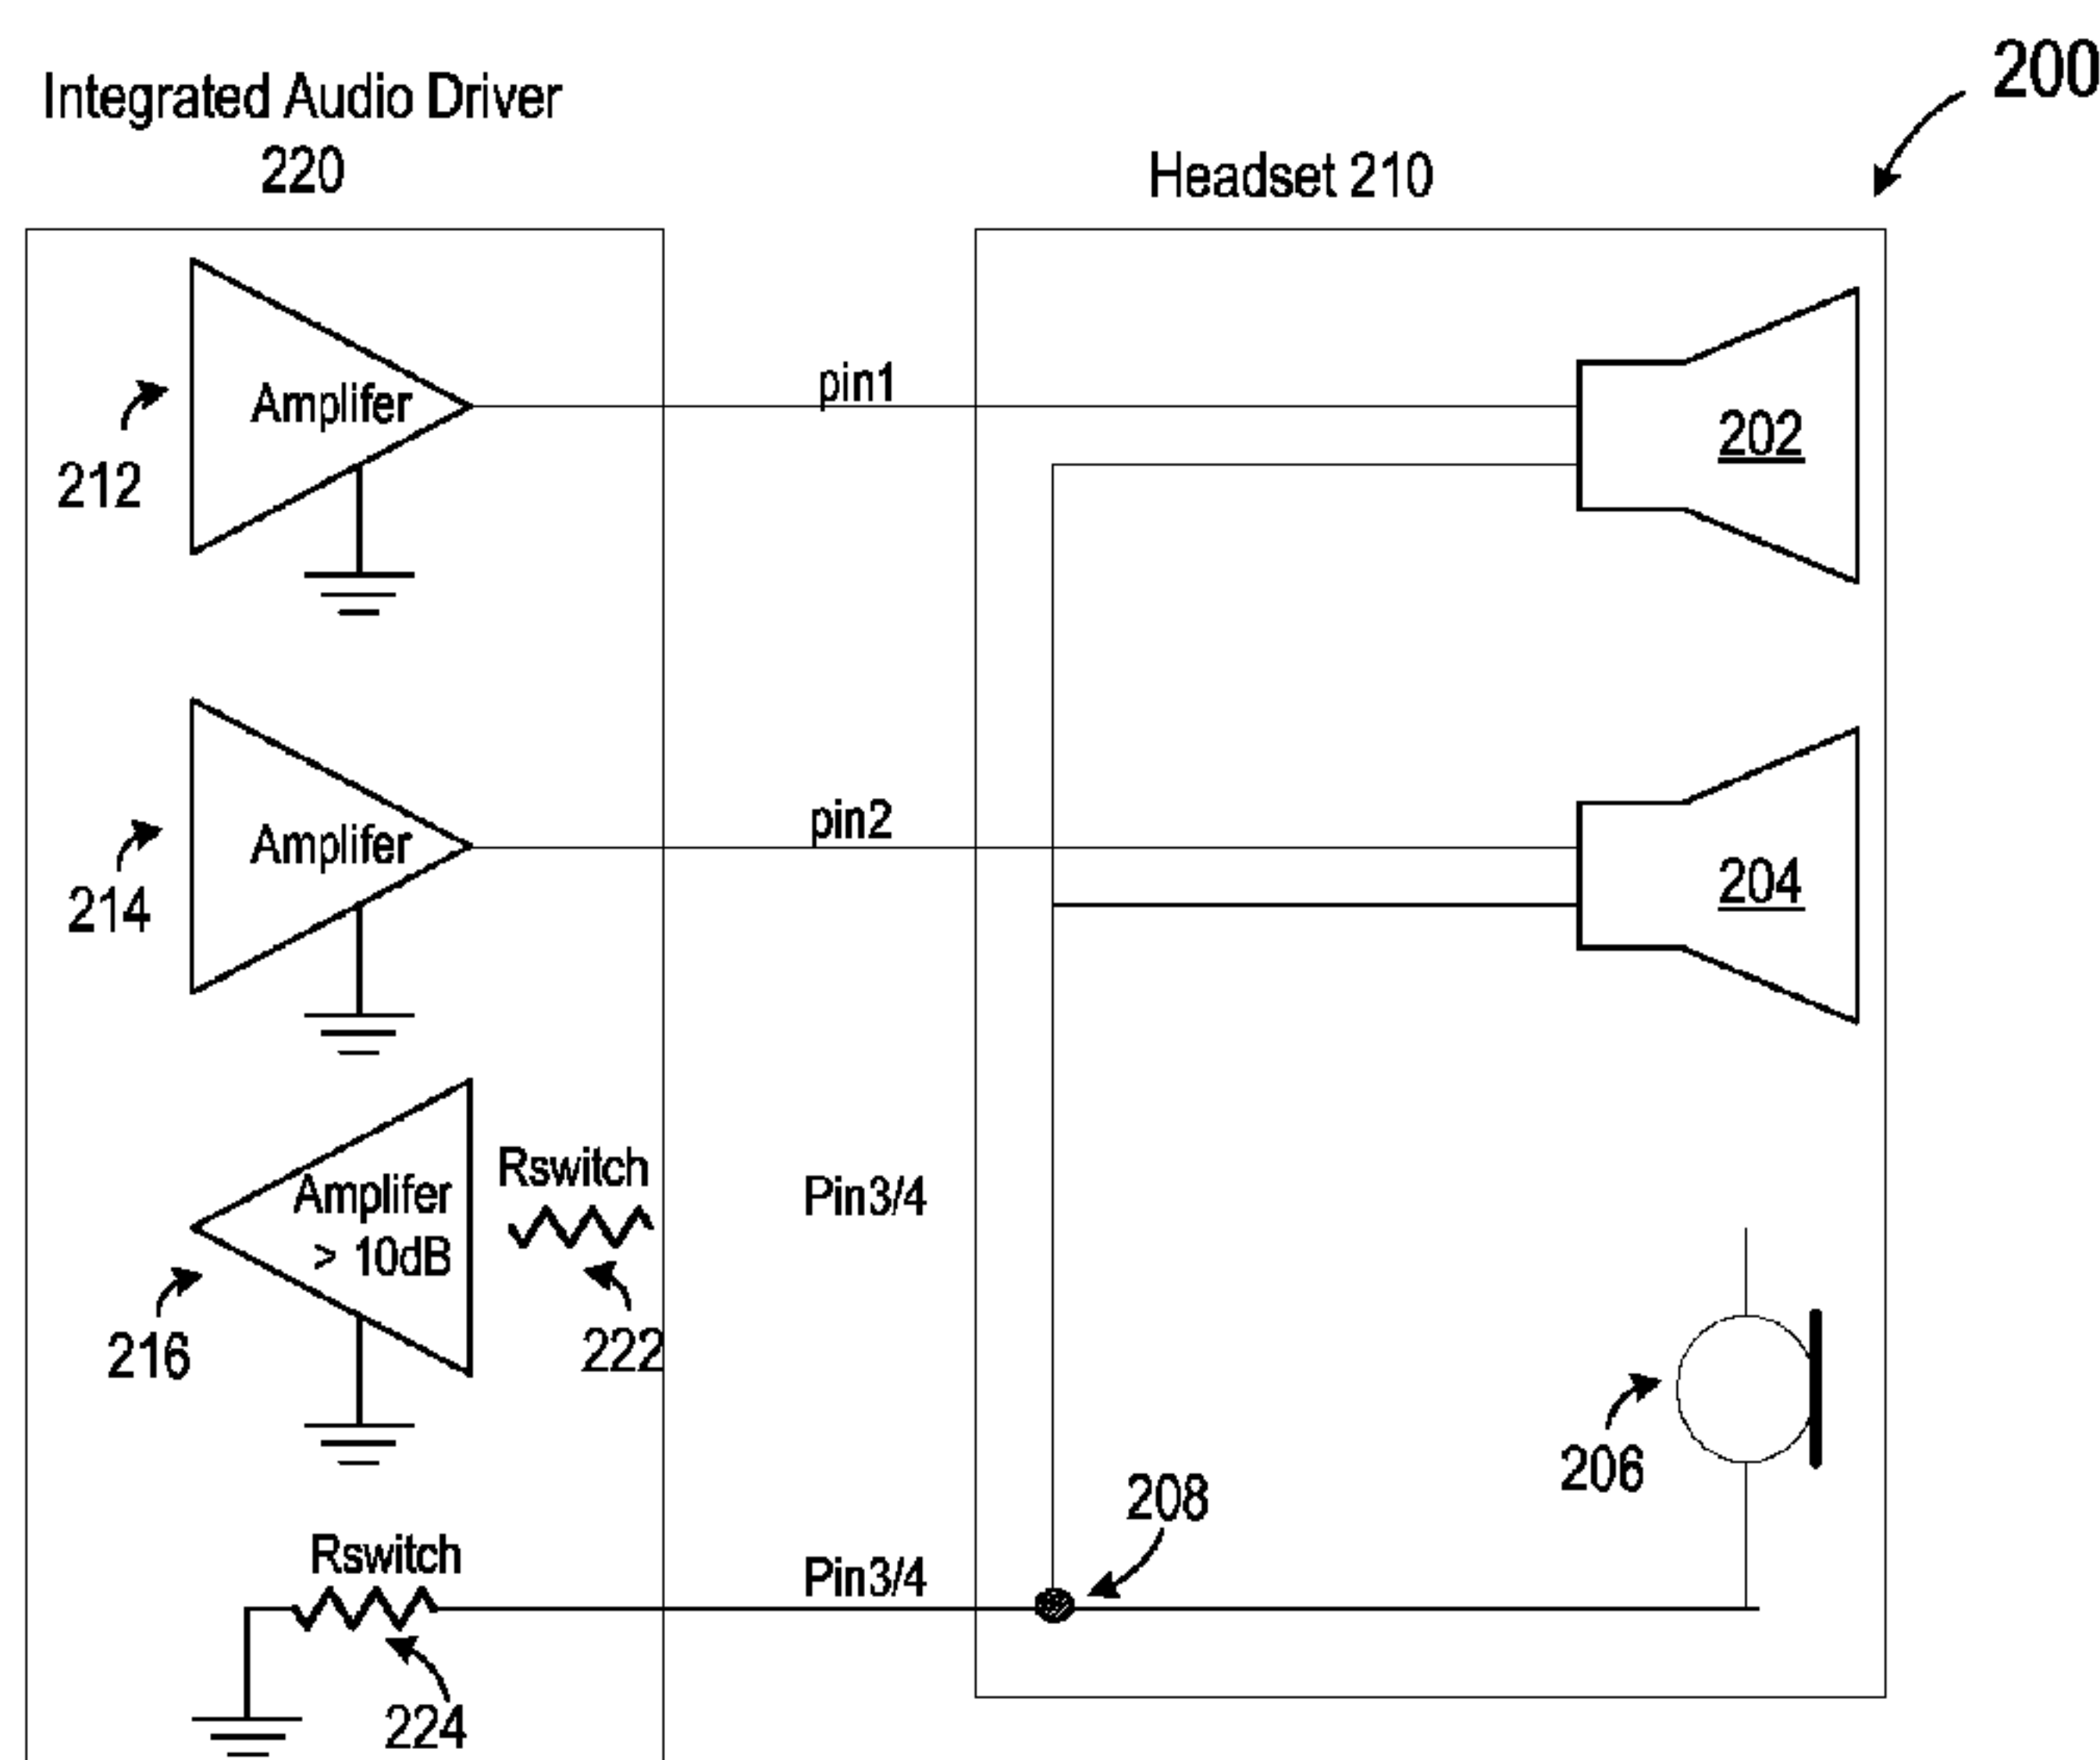 200
Integrated Audio Driver
220
Headset 210
pin1
Amplifer
202
212
pin2
Amplifer
204
214
Rswitch
Pin3/4
Amplifer
> 10dB
216
222
206
208
Rswitch
Pin3/4
224